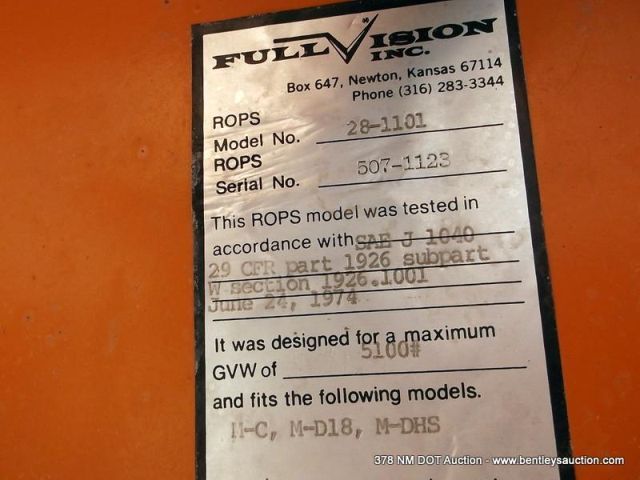 FULL VISION
INC.
Box 647, Newton, Kansas 67114
Phone (316) 283-3344
ROPS
Model No. 28-1101
ROPS
Serial No. 507-1123
This ROPS model was tested in
accordance with SAE J 1040
29 CFR part 1926 subpart
W section 1926.1001
June 24, 1974
It was designed for a maximum
GVW of 5100#
and fits the following models.
M-C, M-D18, M-DHS
378 NM DOT Auction - www.bentleysauction.com